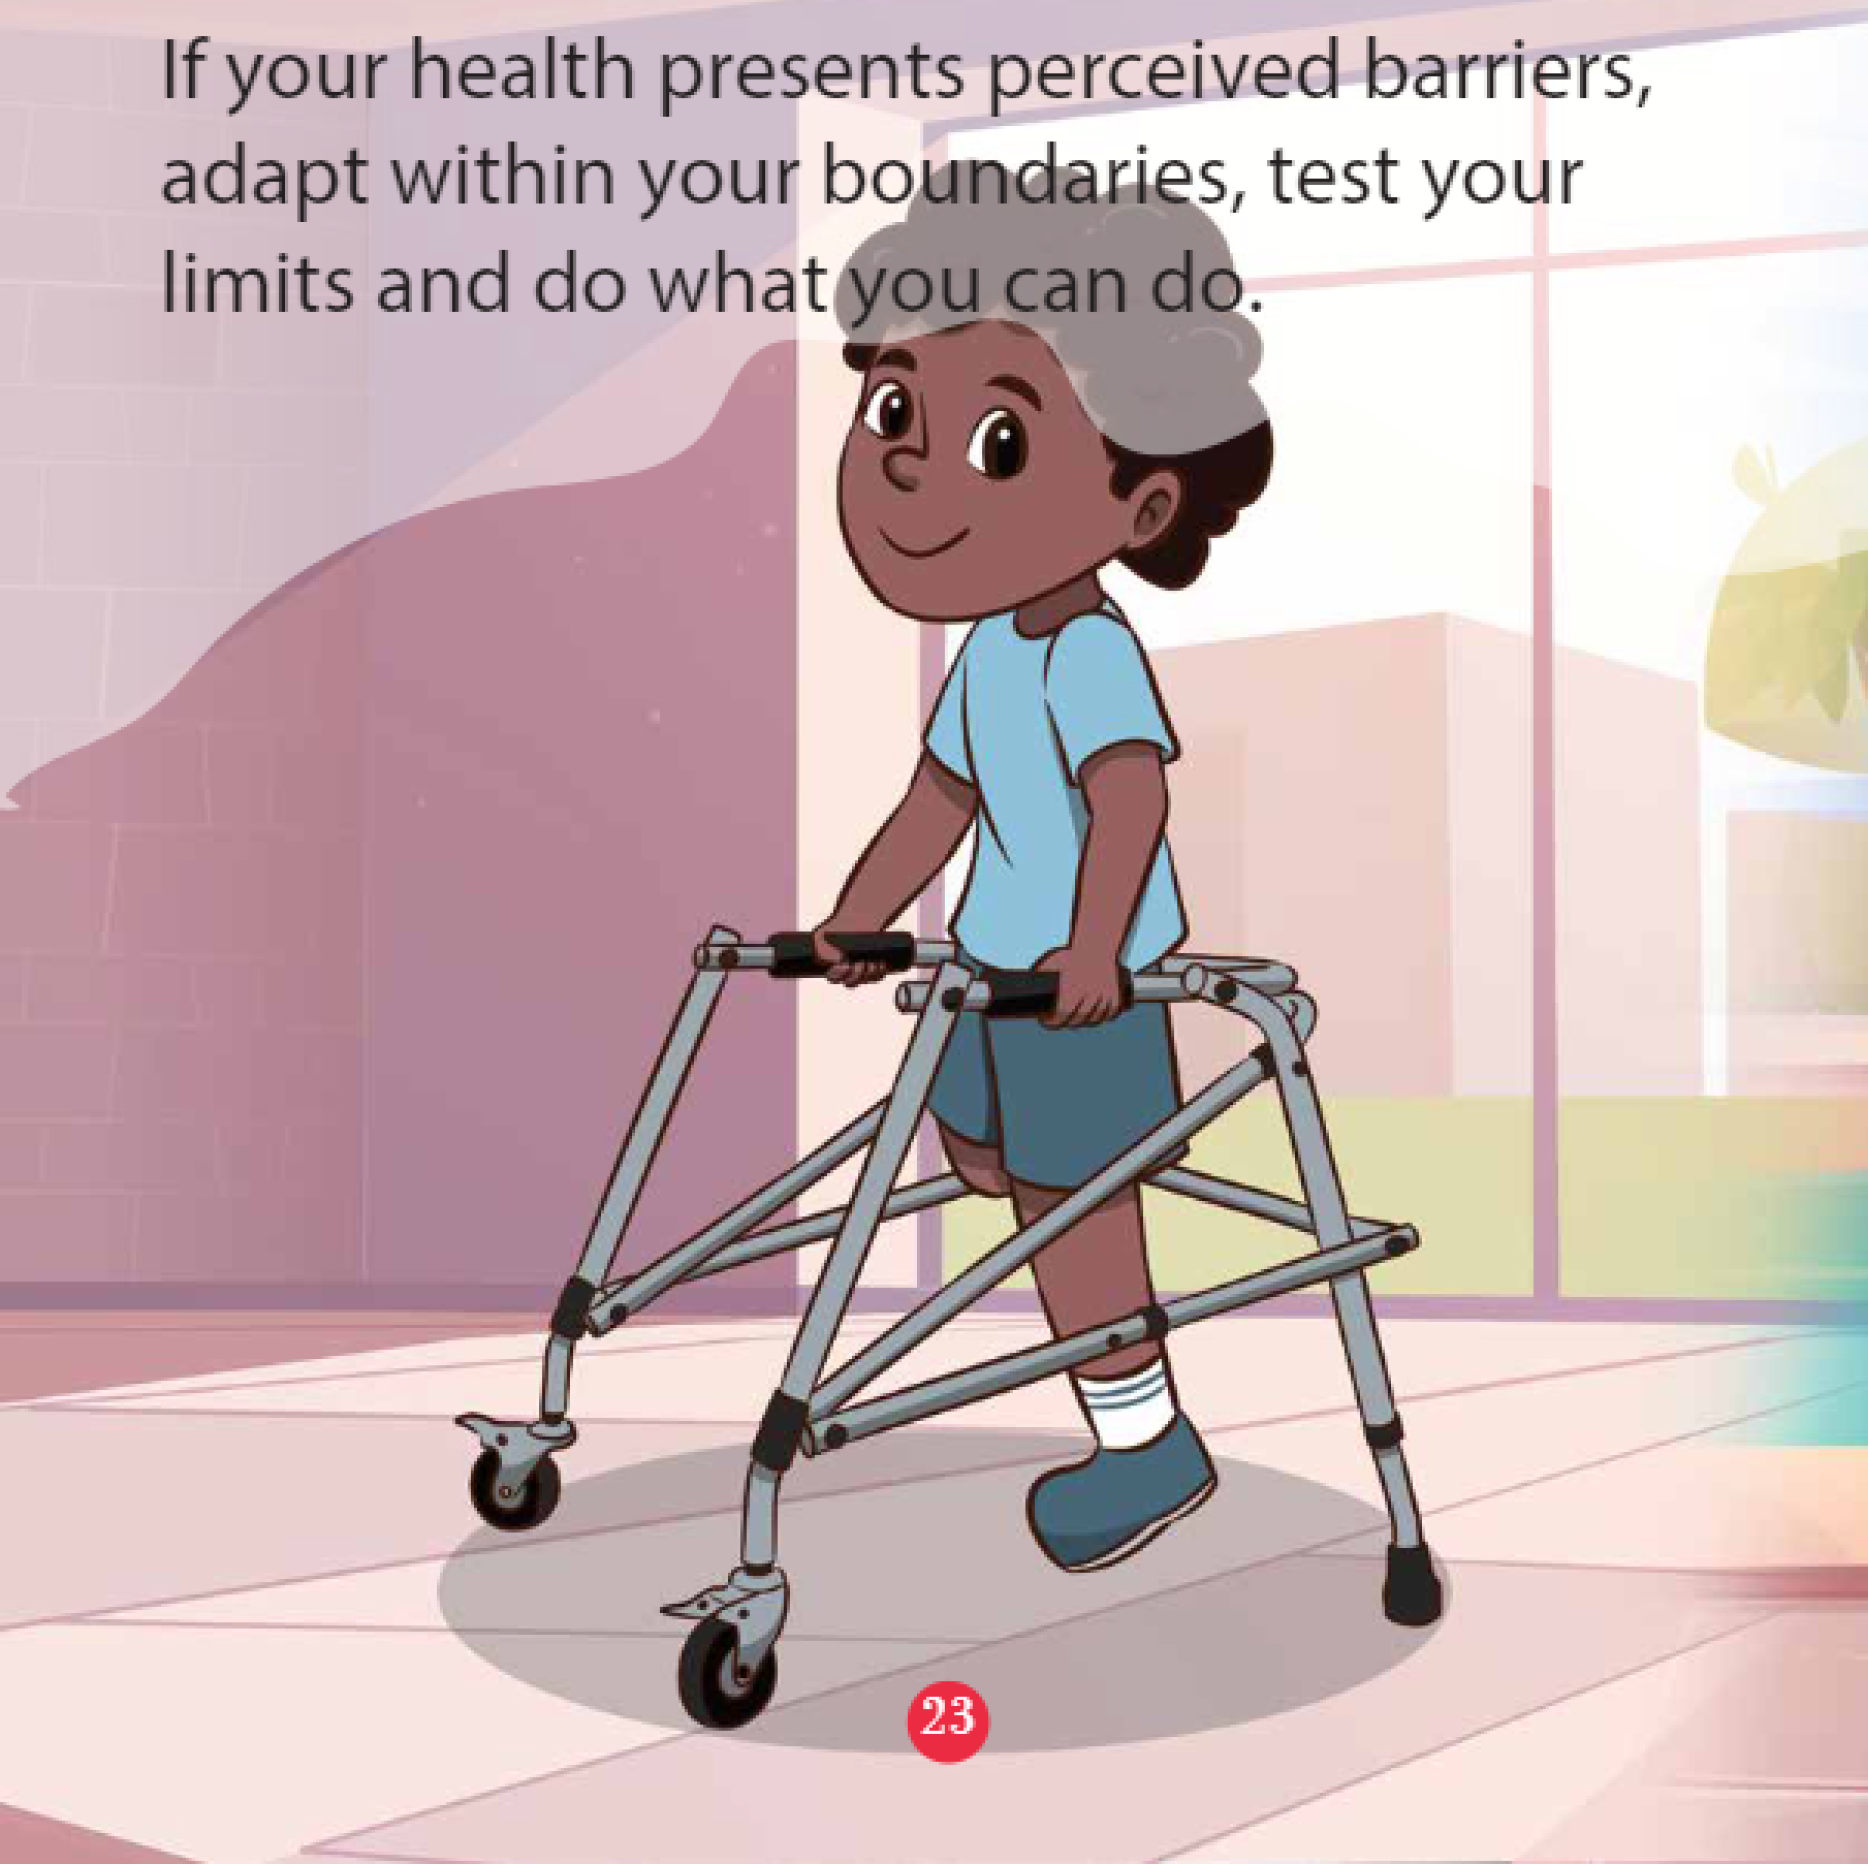 If your health presents perceived barriers,
adapt within your boundaries, test your
limits and do what you can do.
23